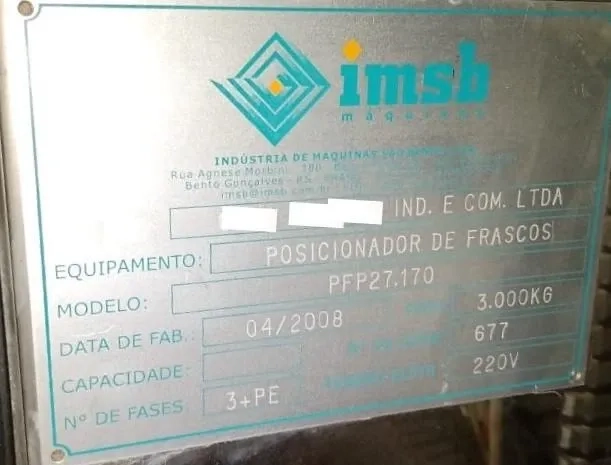 imsb
máquinas
INDÚSTRIA DE MÁQUINAS
Rua Agnese Morbini, 380
Bento Gonçalves - RS
imsb@imsb.com.br
IND. E COM. LTDA
EQUIPAMENTO: POSICIONADOR DE FRASCOS
MODELO: PFP27.170
DATA DE FAB.: 04/2008 3.000KG
CAPACIDADE: 677
Nº DE FASES 3+PE 220V